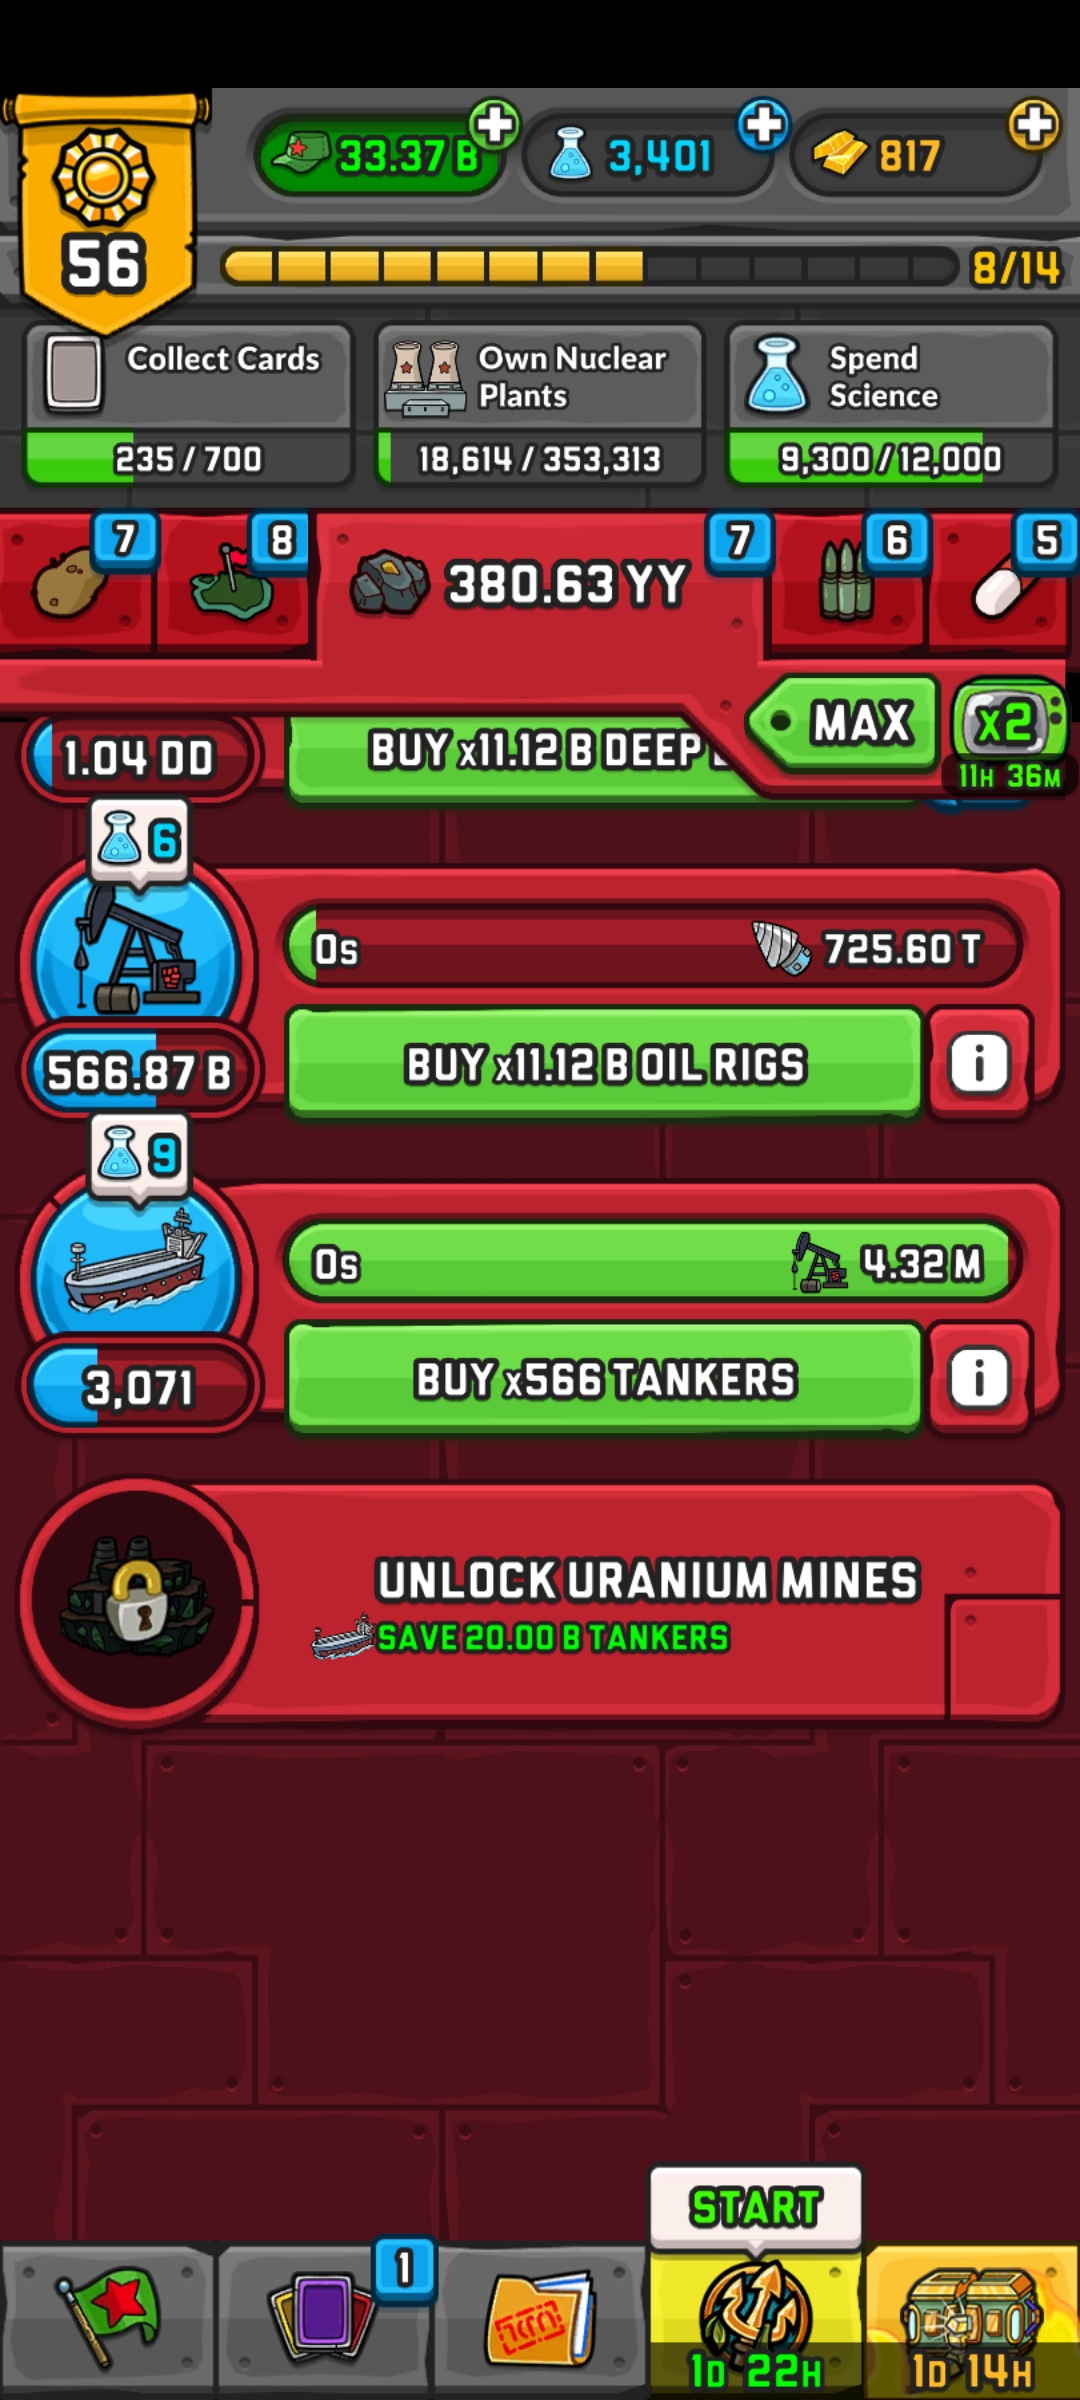 56
33.37 B
3,401
817
8/14
Collect Cards
235 / 700
Own Nuclear
Plants
18,614 / 353,313
Spend
Science
9,300 / 12,000
7
8
380.63 YY
7
6
5
MAX
x2
11H 36M
1.04 DD
BUY x11.12 B DEEP
6
0s
725.60 T
566.87 B
BUY x11.12 B OIL RIGS
i
9
0s
4.32 M
3,071
BUY x566 TANKERS
i
UNLOCK URANIUM MINES
SAVE 20.00 B TANKERS
START
1
1D 22H
1D 14H